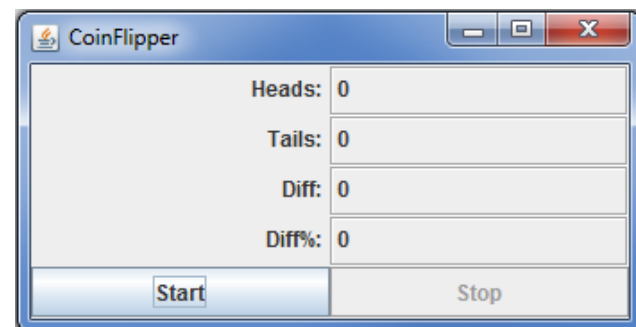 CoinFlipper
Heads: 0
Tails: 0
Diff: 0
Diff%: 0
Start Stop